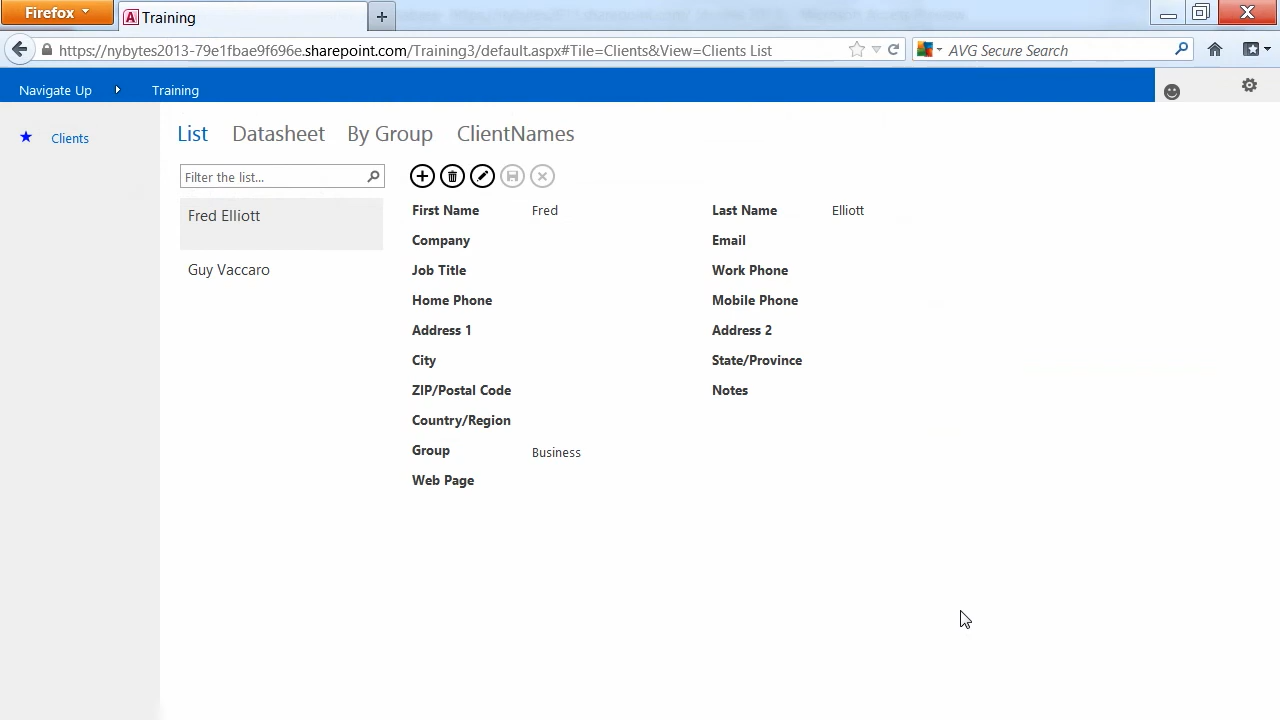 Firefox
Training
https://nybytes2013-79e1fbae9f696e.sharepoint.com/Training3/default.aspx#Tile=Clients&View=Clients List
AVG Secure Search
Navigate Up
Training
Clients
List Datasheet By Group ClientNames
Filter the list...
Fred Elliott
Guy Vaccaro
First Name Fred Last Name Elliott
Company Email
Job Title Work Phone
Home Phone Mobile Phone
Address 1 Address 2
City State/Province
ZIP/Postal Code Notes
Country/Region
Group Business
Web Page